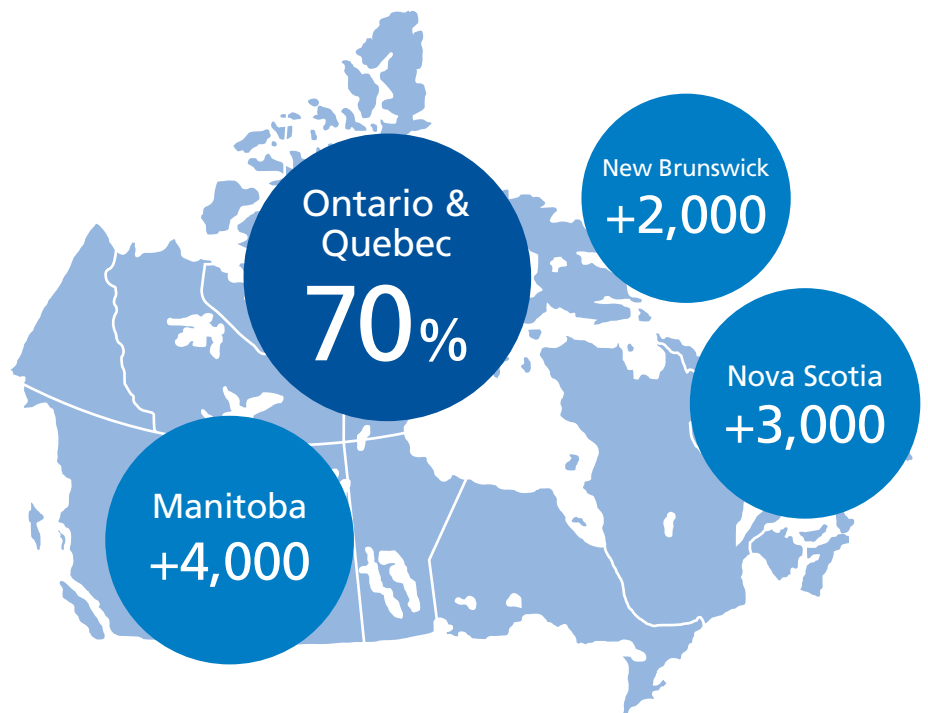 New Brunswick
+2,000
Ontario &
Quebec
70%
Nova Scotia
+3,000
Manitoba
+4,000